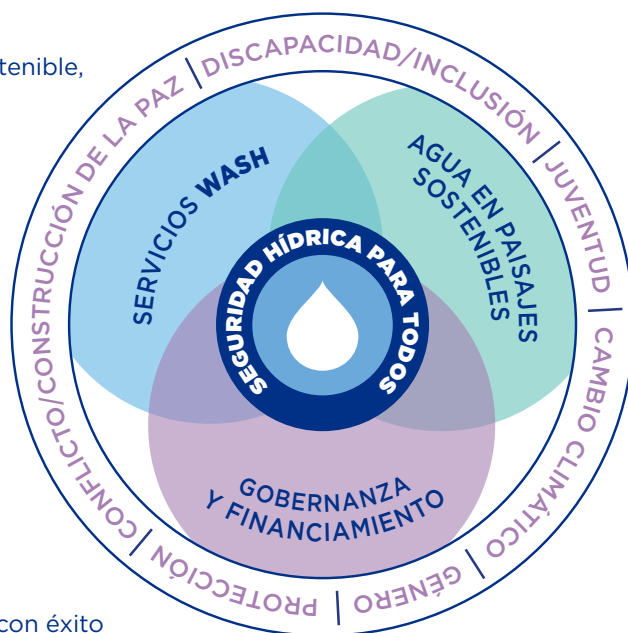 tenible,
DISCAPACIDAD/INCLUSIÓN | JUVENTUD | CAMBIO CLIMÁTICO | GÉNERO | PROTECCIÓN | CONFLICTO/CONSTRUCCIÓN DE LA PAZ |
SERVICIOS WASH
AGUA EN PAISAJES
SOSTENIBLES
SEGURIDAD HÍDRICA PARA TODOS
GOBERNANZA
Y FINANCIAMIENTO
con éxito